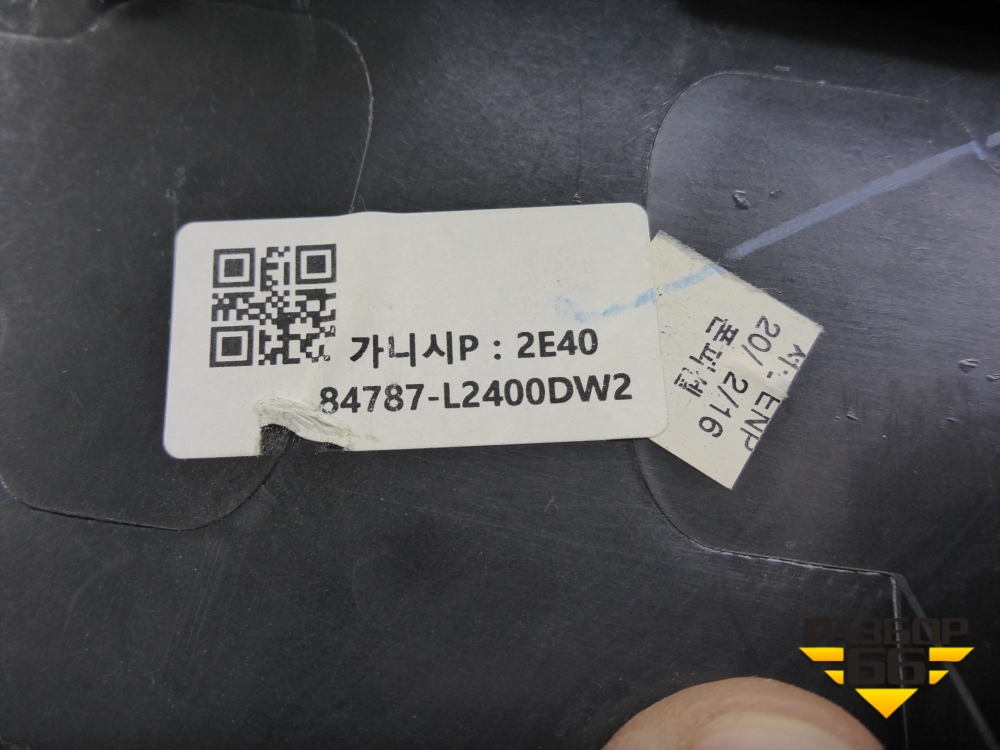 가니시P : 2E40
84787-L2400DW2
ENP
20/ 2/16
РАЗБОР
66